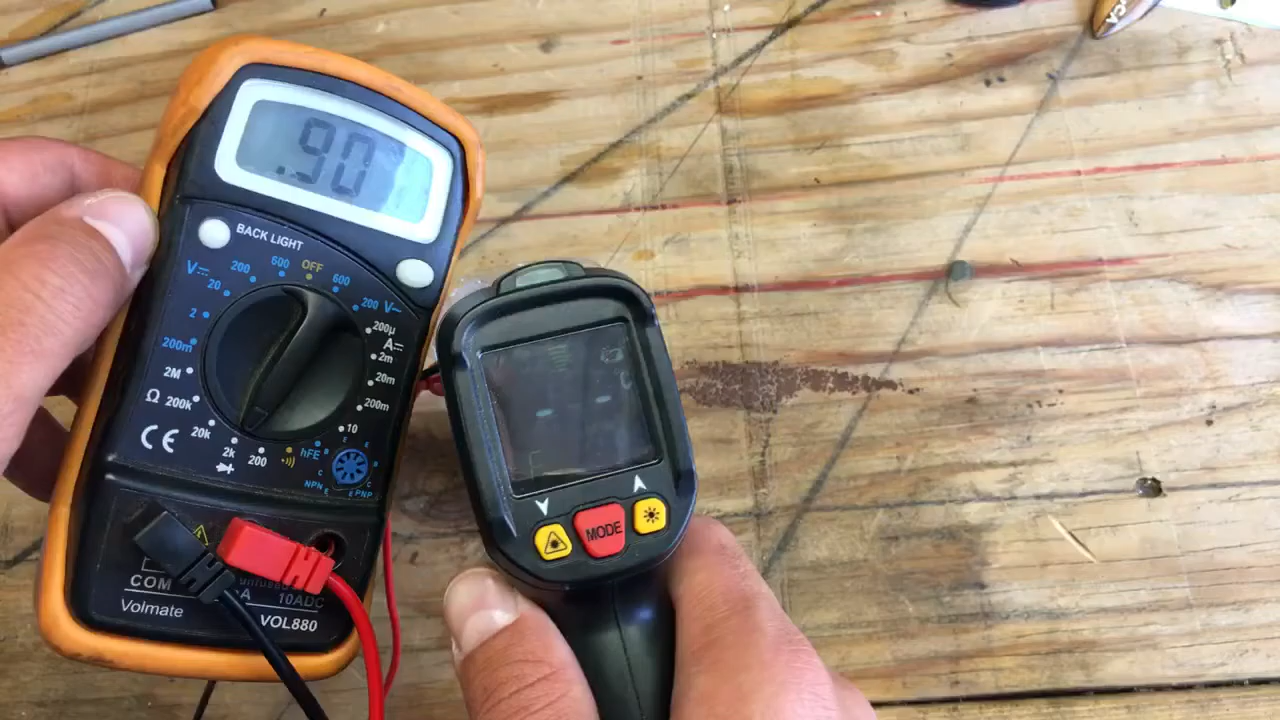 .90
BACK LIGHT
OFF
600
600
200
200
V⎓
V~
20
2
200m
2M
Ω
200k
20k
2k
200
hFE
10
200m
20m
2m
A⎓
200µ
CE
NPN
PNP
E
E
B
C
E
E
COM
10ADC
Volmate
VOL880
MODE